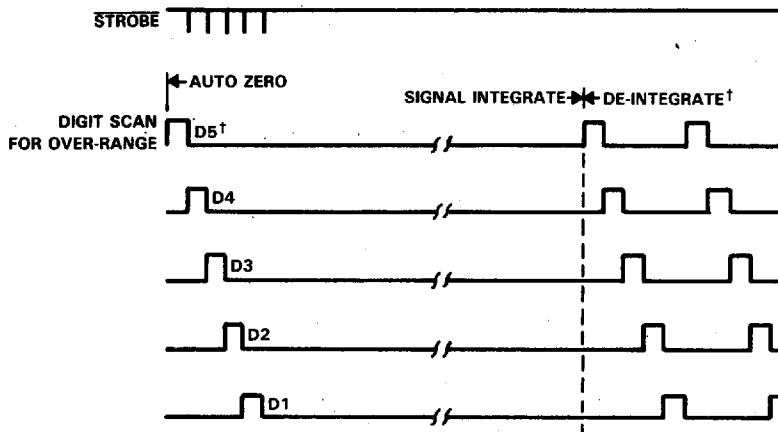 STROBE
AUTO ZERO
SIGNAL INTEGRATE
DE-INTEGRATE†
DIGIT SCAN
FOR OVER-RANGE
D5†
D4
D3
D2
D1